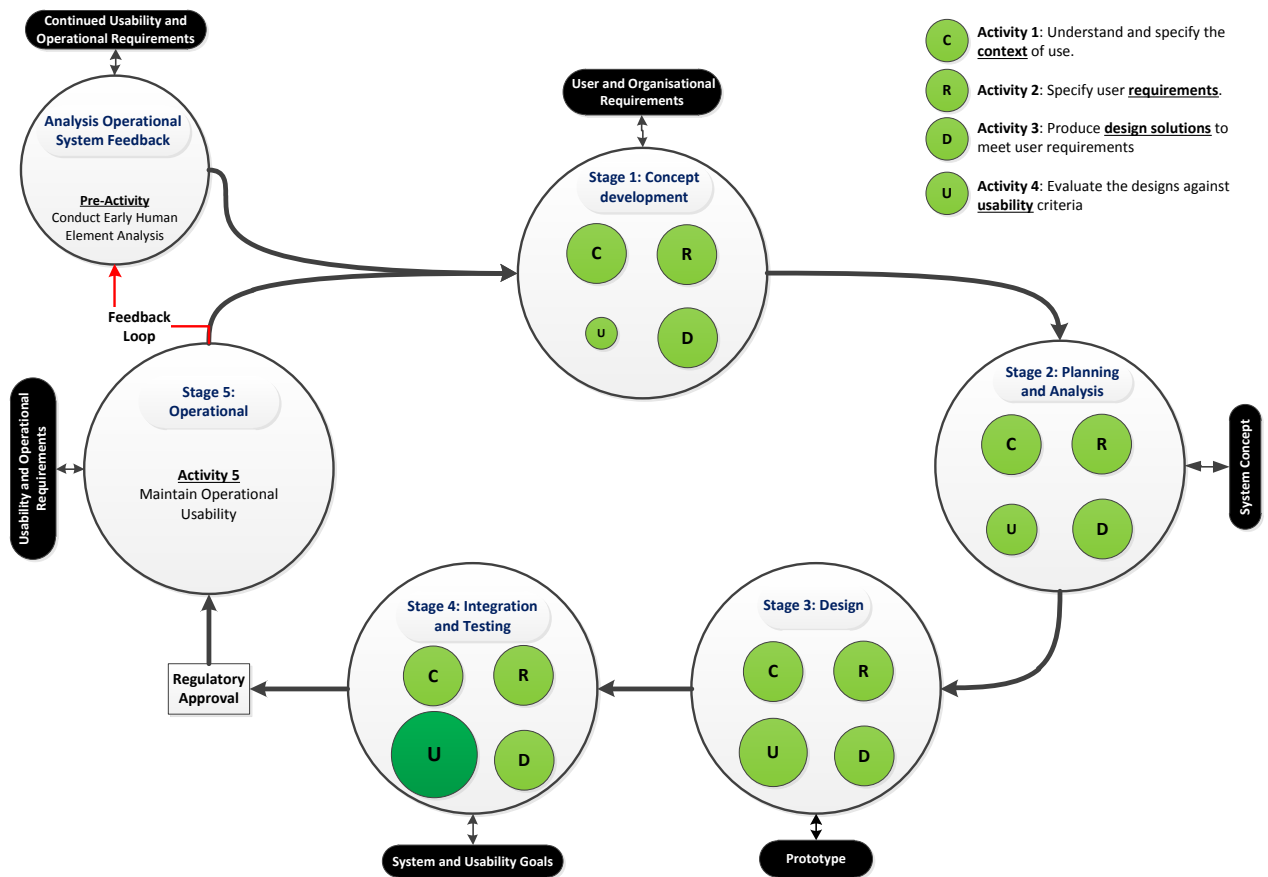 Continued Usability and
Operational Requirements
Analysis Operational
System Feedback
Pre-Activity
Conduct Early Human
Element Analysis
Feedback
Loop
User and Organisational
Requirements
Stage 1: Concept
development
C
R
U
D
C
Activity 1: Understand and specify the
context of use.
R
Activity 2: Specify user requirements.
D
Activity 3: Produce design solutions to
meet user requirements
U
Activity 4: Evaluate the designs against
usability criteria
Stage 2: Planning
and Analysis
C
R
U
D
System Concept
Stage 3: Design
C
R
U
D
Prototype
Stage 4: Integration
and Testing
C
R
U
D
System and Usability Goals
Regulatory
Approval
Stage 5:
Operational
Activity 5
Maintain Operational
Usability
Usability and Operational
Requirements